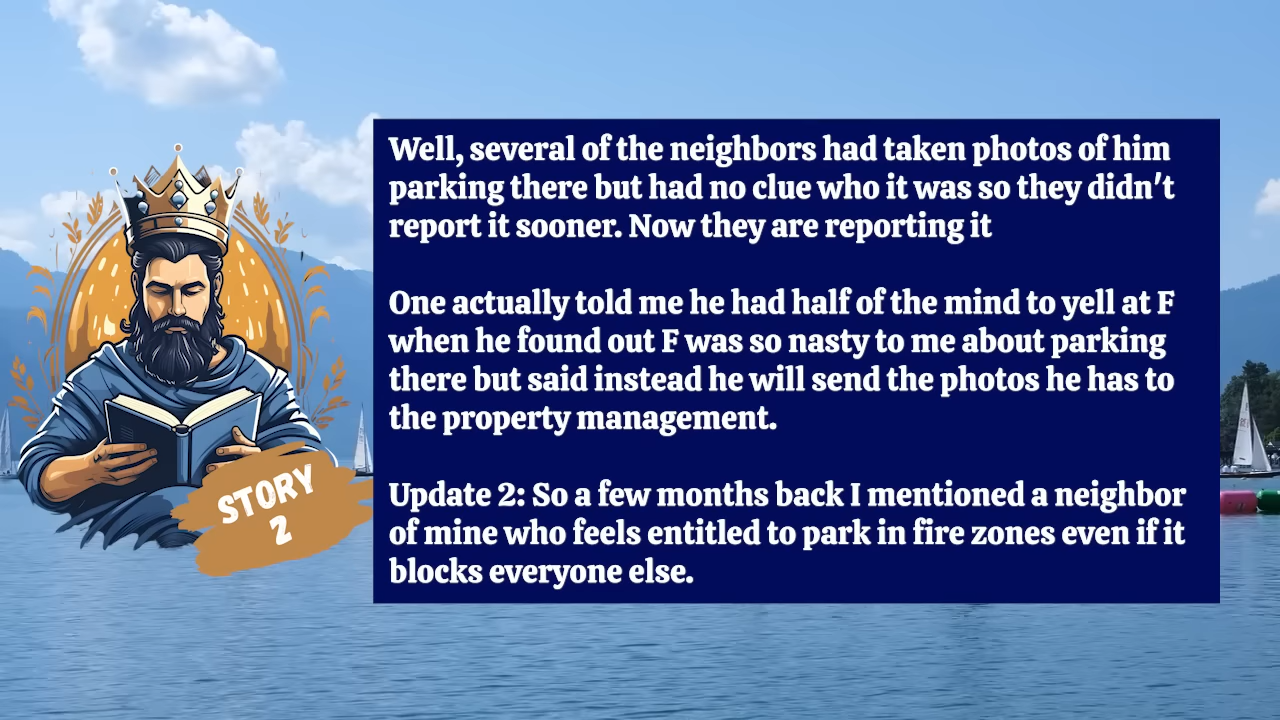 Well, several of the neighbors had taken photos of him
parking there but had no clue who it was so they didn't
report it sooner. Now they are reporting it
One actually told me he had half of the mind to yell at F
when he found out F was so nasty to me about parking
there but said instead he will send the photos he has to
the property management.
Update 2: So a few months back I mentioned a neighbor
of mine who feels entitled to park in fire zones even if it
blocks everyone else.
STORY
2